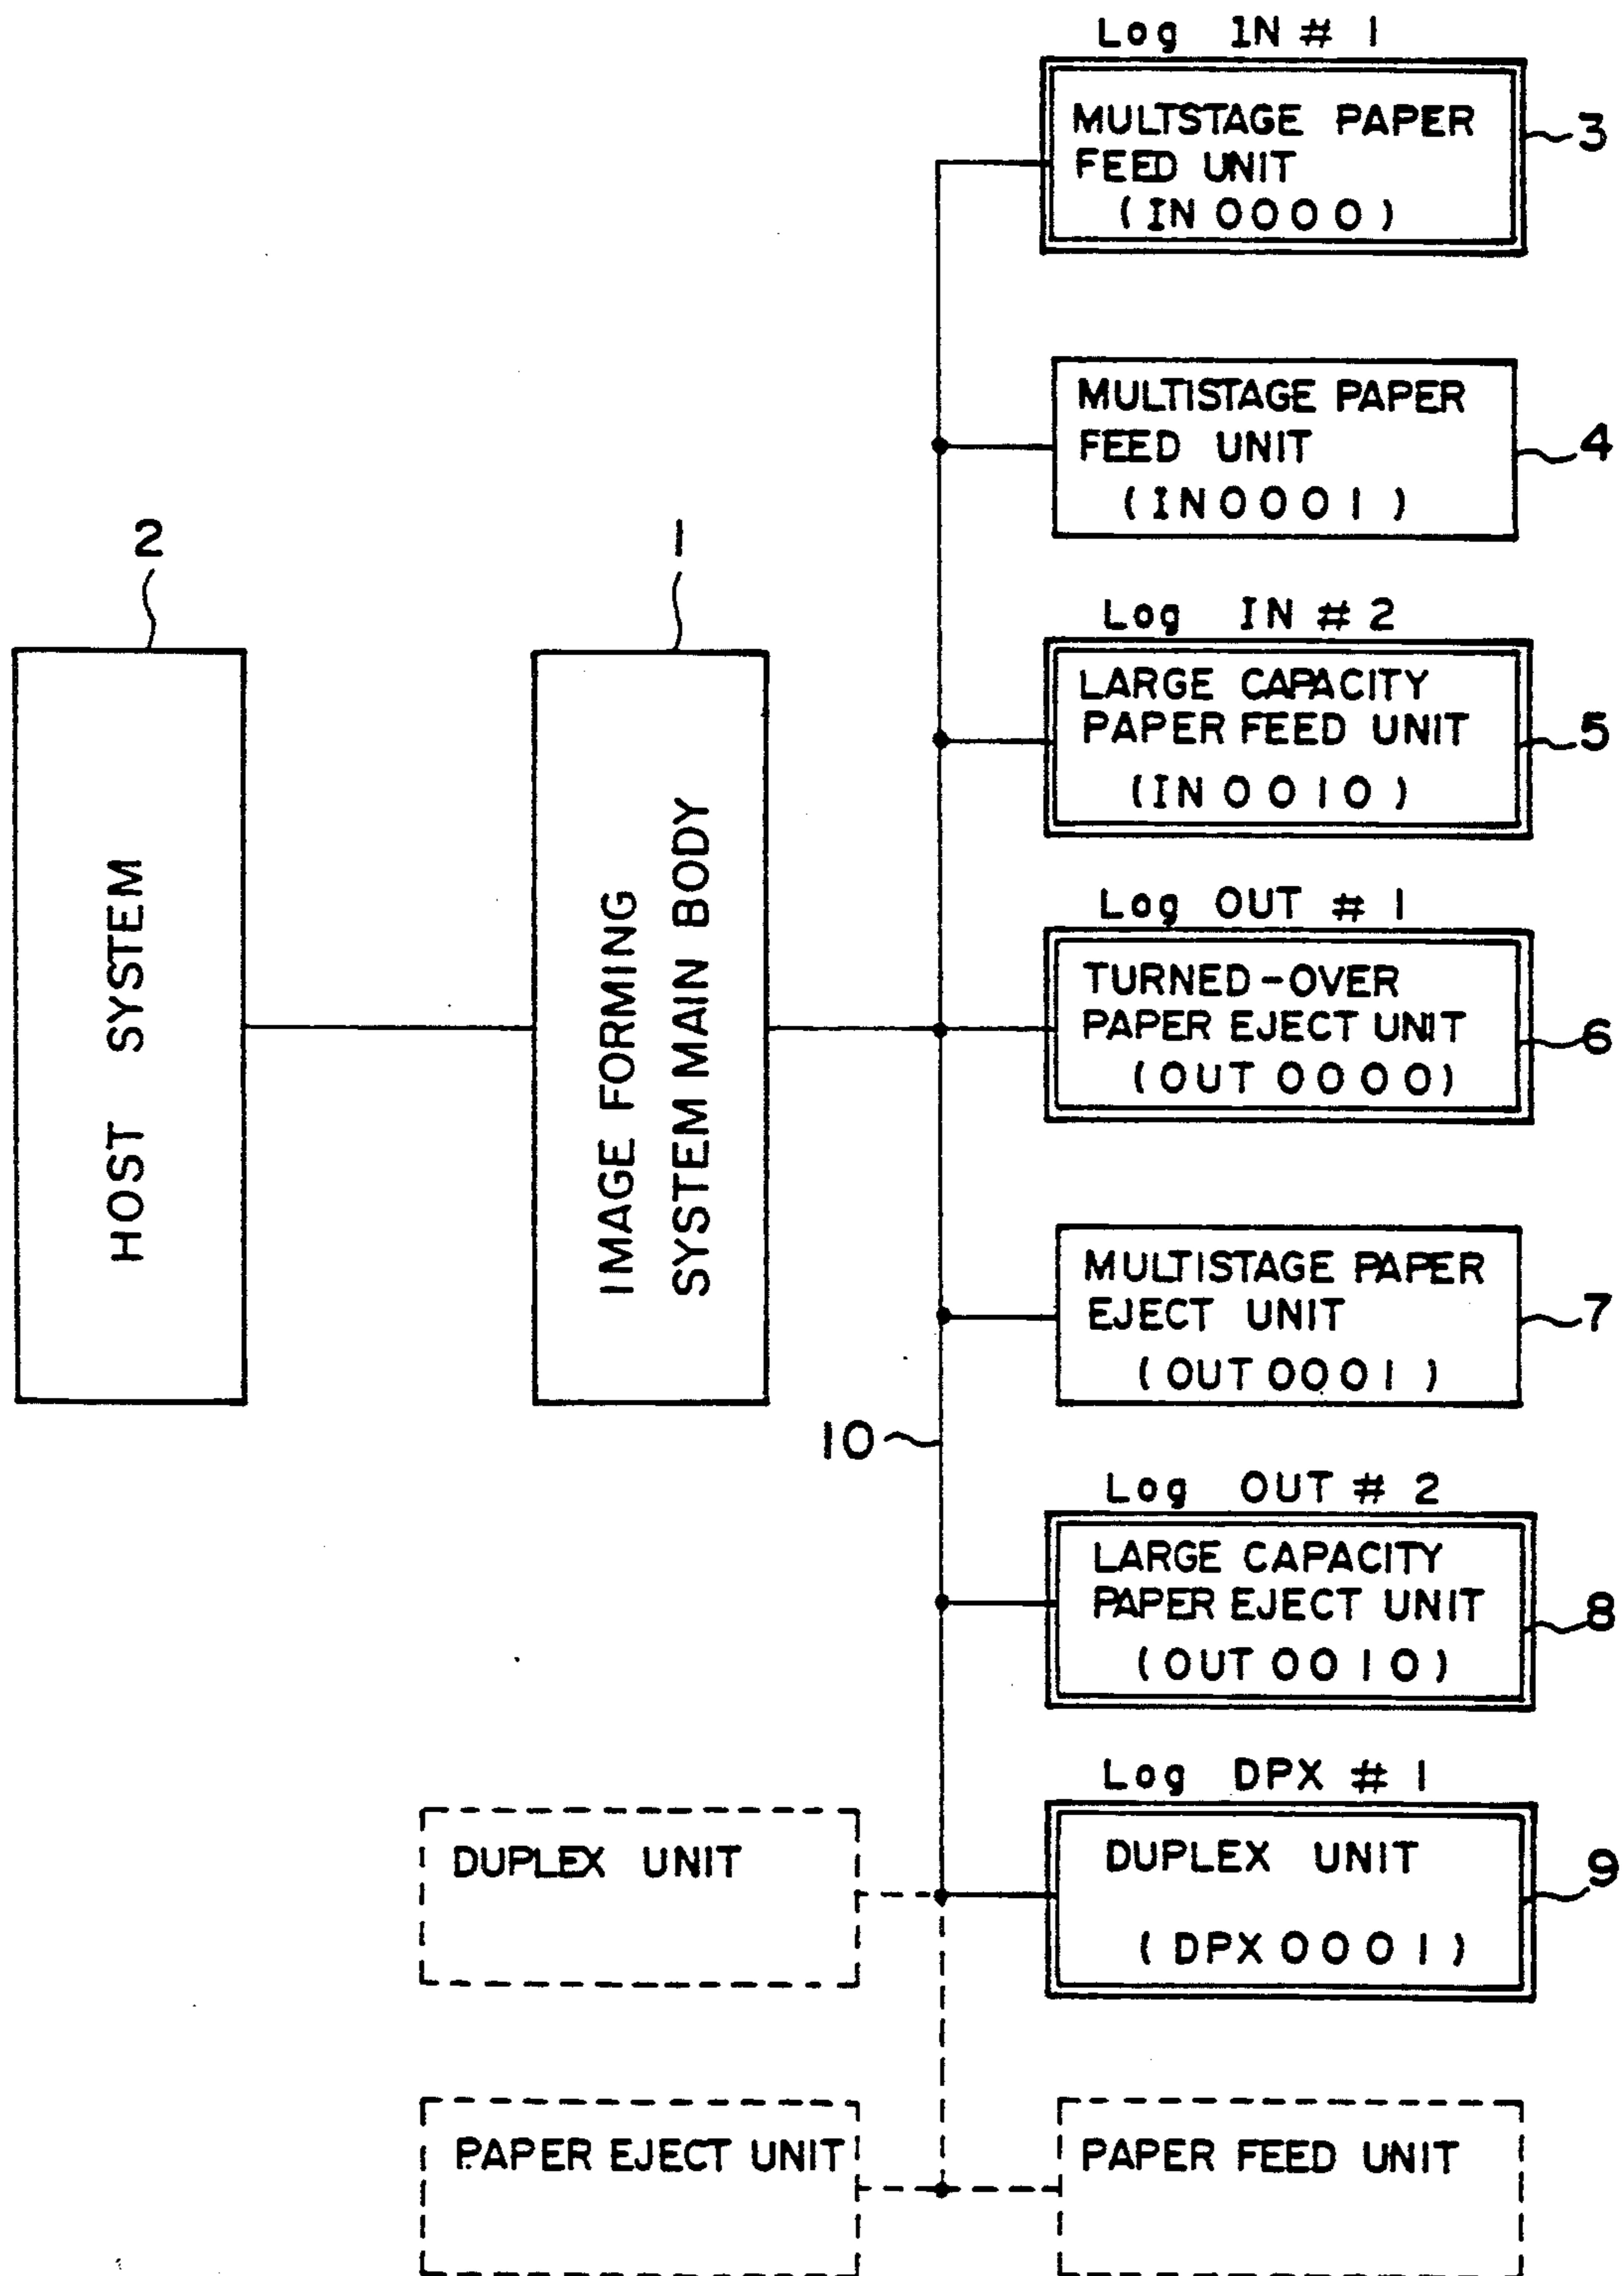 Log IN # 1
MULTSTAGE PAPER
FEED UNIT
(IN 0000)
3
MULTISTAGE PAPER
FEED UNIT
(IN 0001)
4
2
1
Log IN # 2
LARGE CAPACITY
PAPER FEED UNIT
(IN 0010)
5
HOST SYSTEM
IMAGE FORMING
SYSTEM MAIN BODY
Log OUT # 1
TURNED-OVER
PAPER EJECT UNIT
(OUT 0000)
6
MULTISTAGE PAPER
EJECT UNIT
(OUT 0001)
7
10
Log OUT # 2
LARGE CAPACITY
PAPER EJECT UNIT
(OUT 0010)
8
Log DPX # 1
DUPLEX UNIT
DUPLEX UNIT
(DPX 0001)
9
PAPER EJECT UNIT
PAPER FEED UNIT